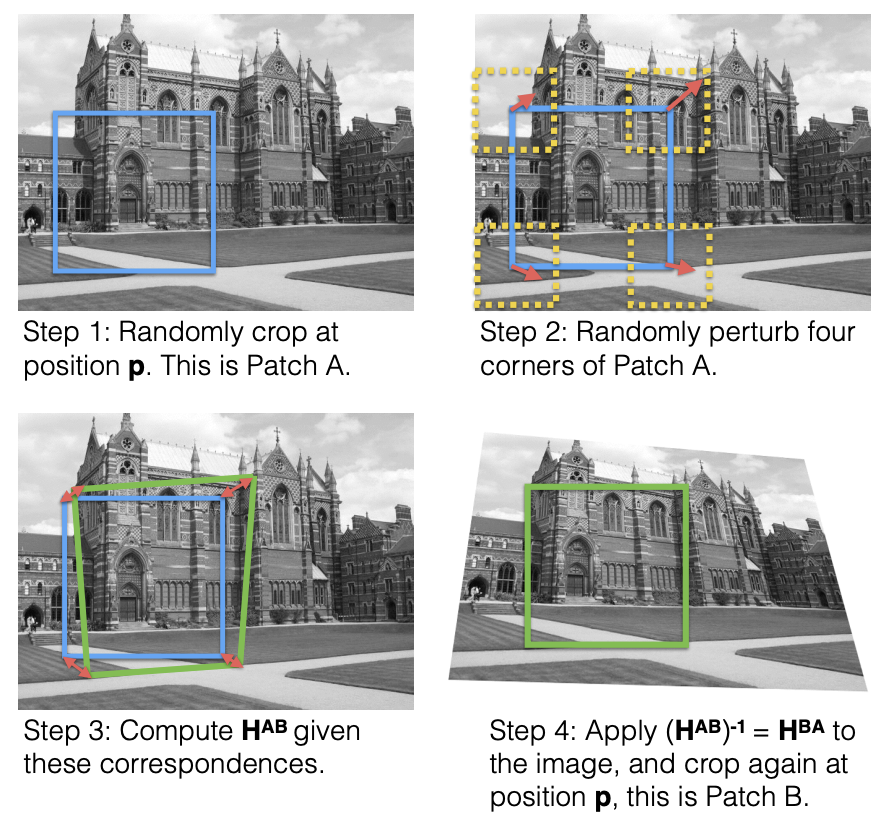 Step 1: Randomly crop at
position p. This is Patch A.
Step 2: Randomly perturb four
corners of Patch A.
Step 3: Compute Hᴬᴮ given
these correspondences.
Step 4: Apply (Hᴬᴮ)⁻¹ = Hᴮᴬ to
the image, and crop again at
position p, this is Patch B.